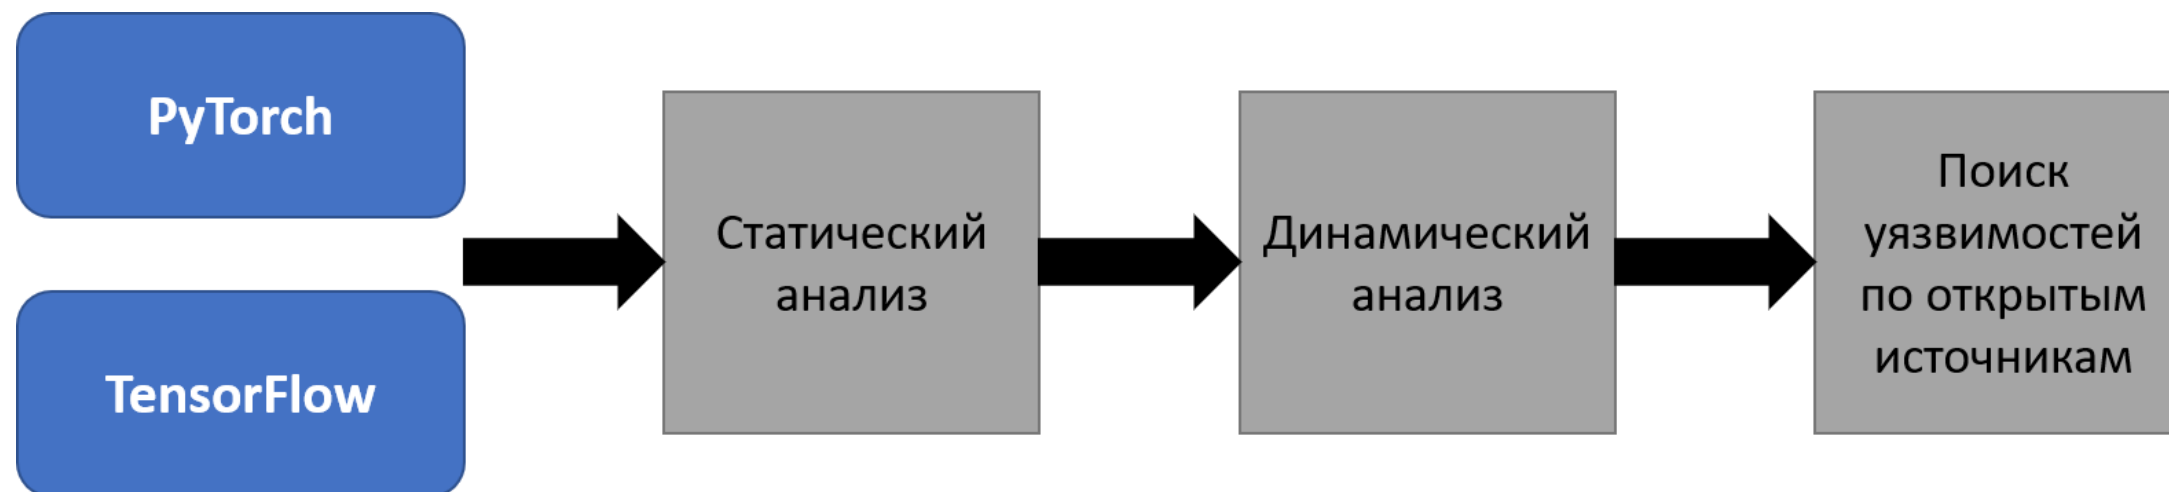 PyTorch
TensorFlow
Статический
анализ
Динамический
анализ
Поиск
уязвимостей
по открытым
источникам